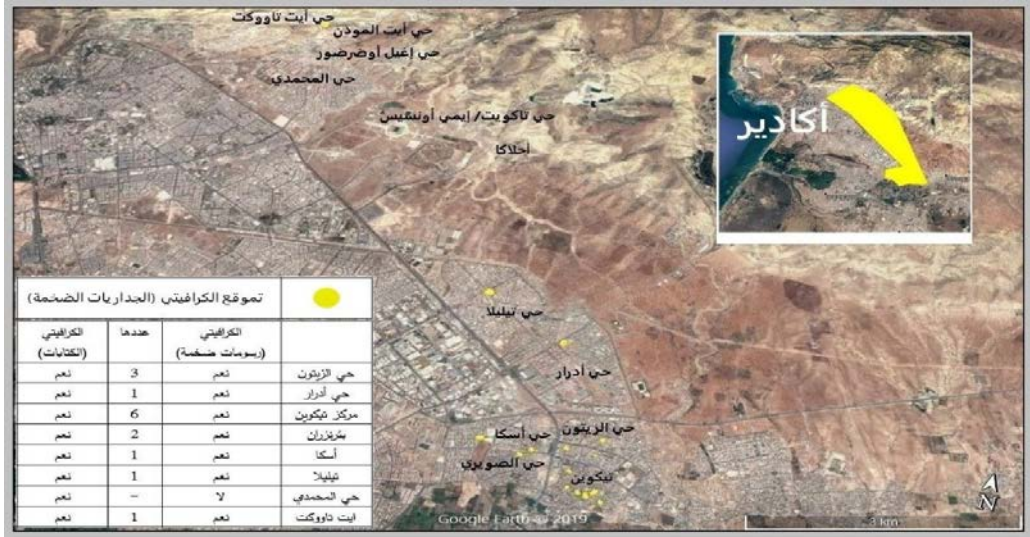 حي أيت تاووكت
حي أيت المودن
حي إغيل أوضرضور
حي المحمدي
حي تاكويت/ إيمي أونسيس
أحلاكا
أكادير
حي تيليلا
حي أدرار
حي الزيتون
حي أسكا
حي الصويري
تيكوين
تموقع الكرافيتي (الجداريات الضخمة)
الكرافيتي (رسومات ضخمة) عددها الكرافيتي (الكتابات)
حي الزيتون نعم 3 نعم
حي أدرار نعم 1 نعم
مركز تيكوين نعم 6 نعم
نعم 2 نعم
أسكا نعم 1 نعم
تيليلا نعم 1 نعم
حي المحمدي لا – نعم
ايت تاووكت نعم 1 نعم
Google Earth © 2019
N
3 km